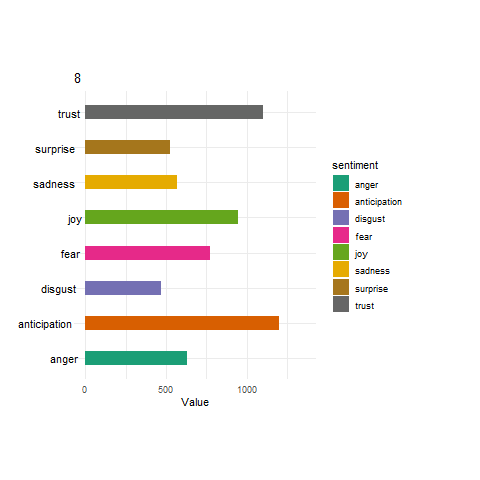 8
trust
surprise
sadness
joy
fear
disgust
anticipation
anger
0 500 1000
Value
sentiment
anger
anticipation
disgust
fear
joy
sadness
surprise
trust